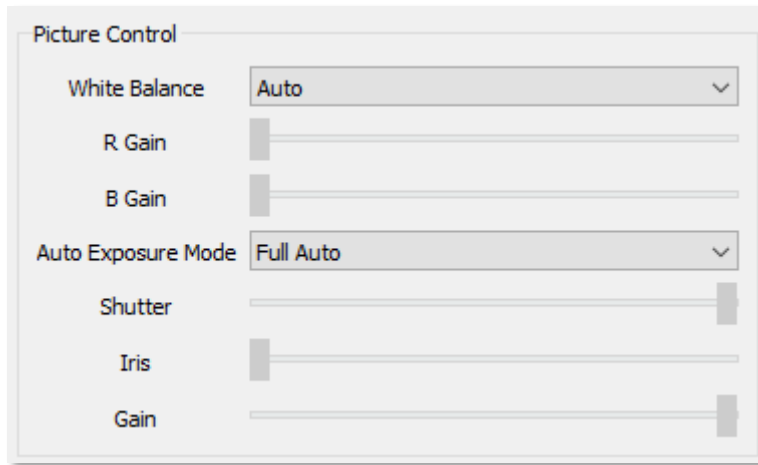 Picture Control
White Balance Auto
R Gain
B Gain
Auto Exposure Mode Full Auto
Shutter
Iris
Gain